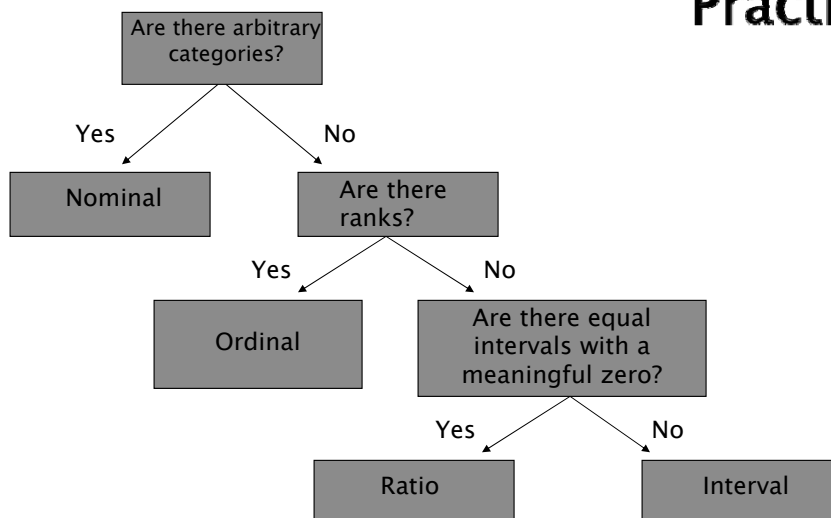 Are there arbitrary
categories?
Yes
No
Nominal
Are there
ranks?
Yes
No
Ordinal
Are there equal
intervals with a
meaningful zero?
Yes
No
Ratio
Interval